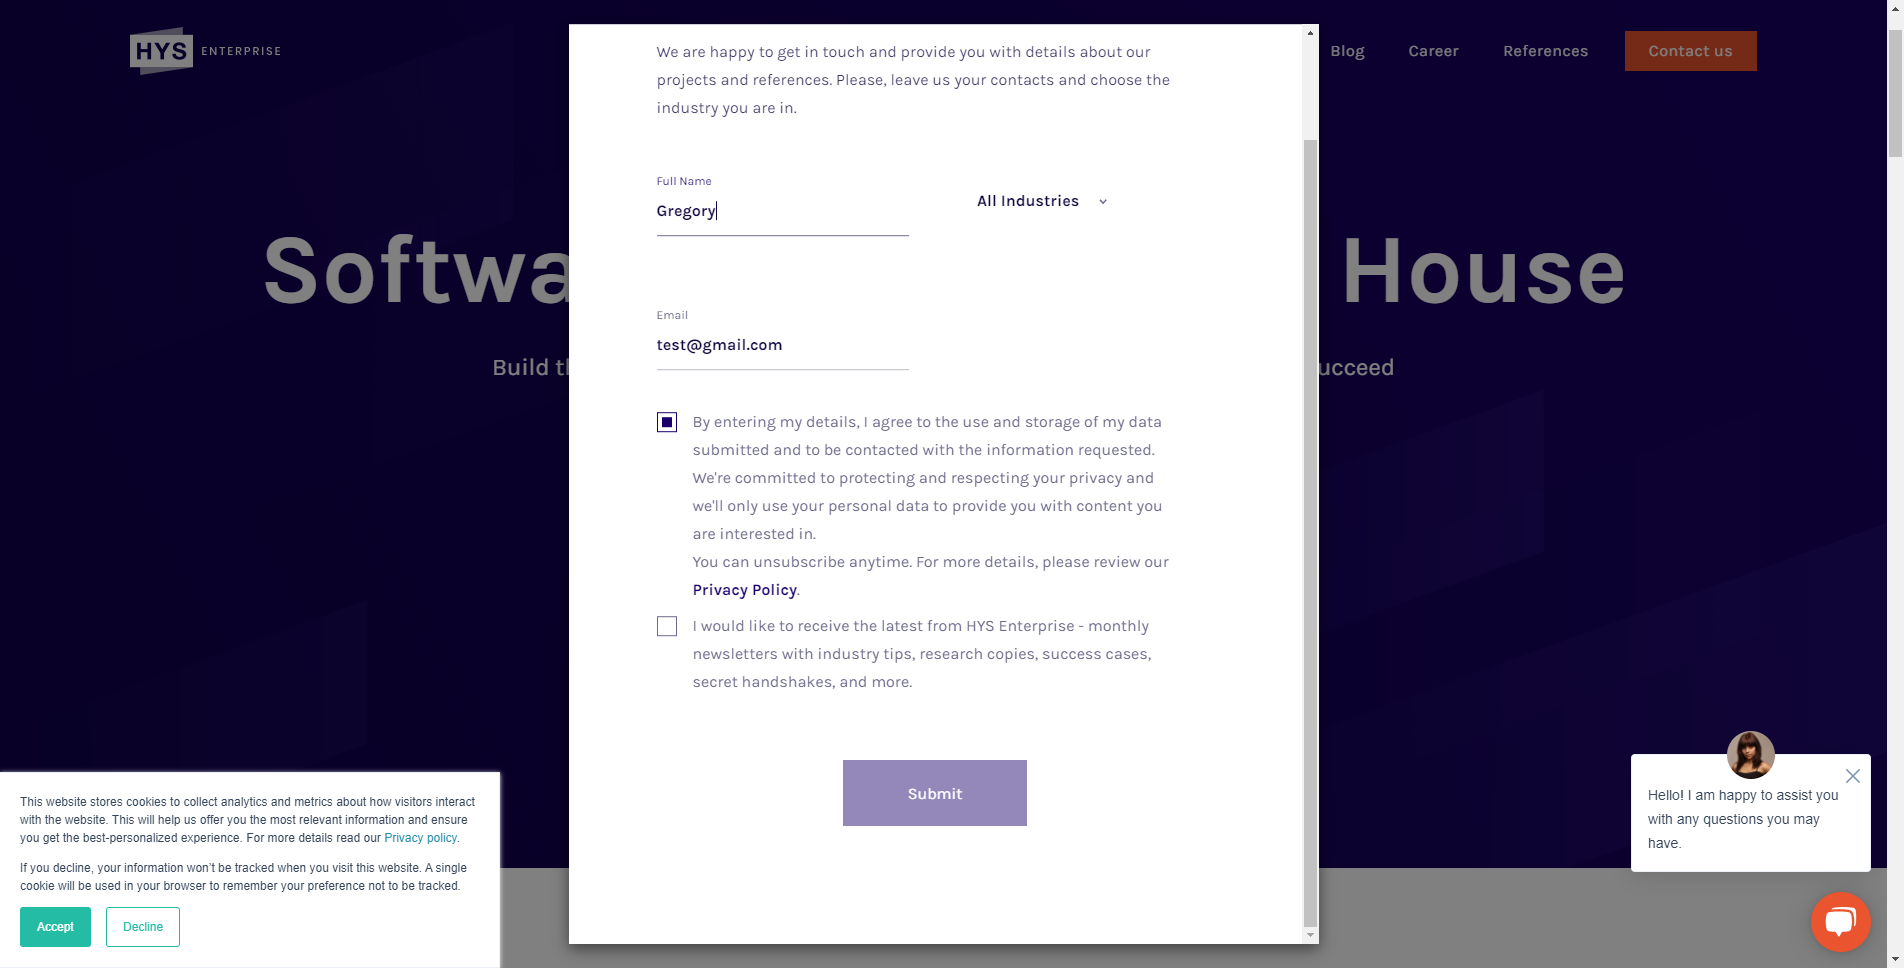 HYS ENTERPRISE
Blog
Career
References
Contact us
Softwa
House
Build th
ucceed
We are happy to get in touch and provide you with details about our
projects and references. Please, leave us your contacts and choose the
industry you are in.
Full Name
Gregory
All Industries
Email
test@gmail.com
By entering my details, I agree to the use and storage of my data
submitted and to be contacted with the information requested.
We're committed to protecting and respecting your privacy and
we'll only use your personal data to provide you with content you
are interested in.
You can unsubscribe anytime. For more details, please review our
Privacy Policy.
I would like to receive the latest from HYS Enterprise - monthly
newsletters with industry tips, research copies, success cases,
secret handshakes, and more.
Submit
This website stores cookies to collect analytics and metrics about how visitors interact
with the website. This will help us offer you the most relevant information and ensure
you get the best-personalized experience. For more details read our Privacy policy.
If you decline, your information won't be tracked when you visit this website. A single
cookie will be used in your browser to remember your preference not to be tracked.
Accept
Decline
Hello! I am happy to assist you
with any questions you may
have.